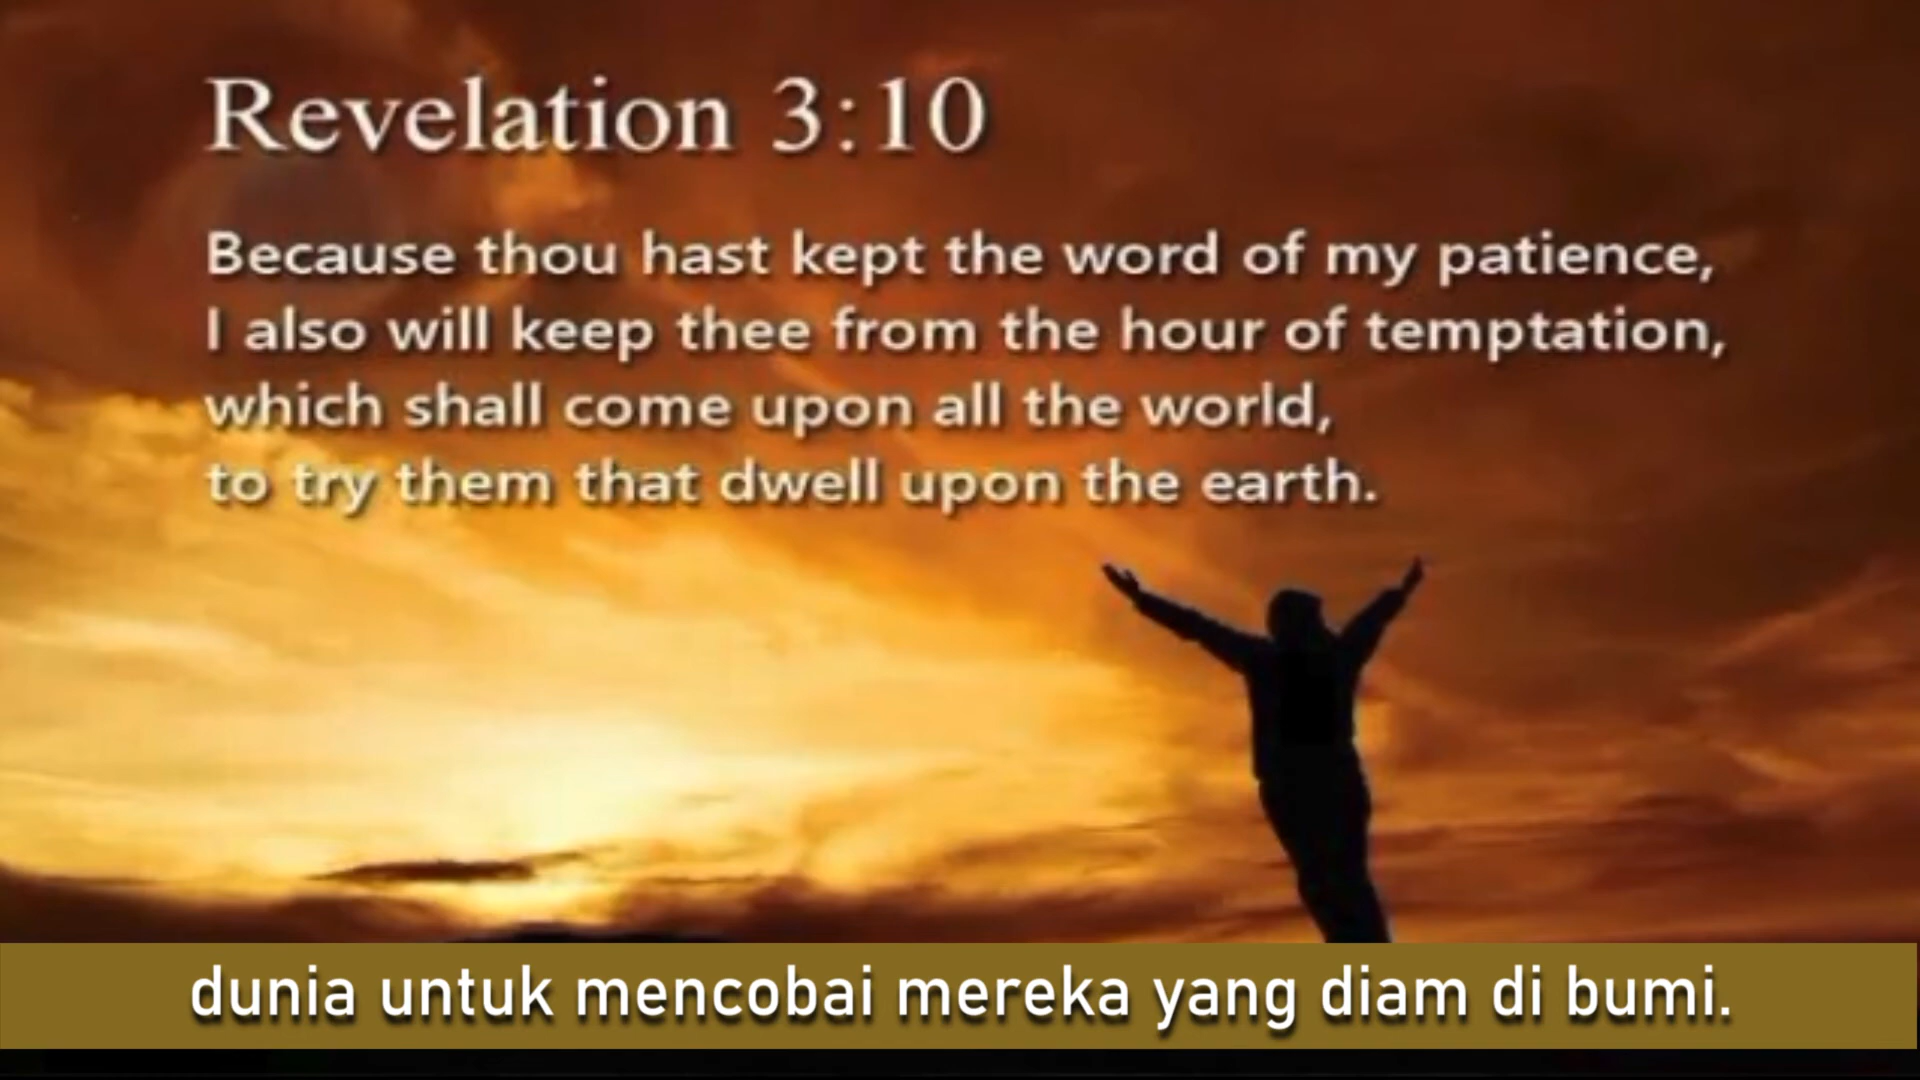 Revelation 3:10
Because thou hast kept the word of my patience,
I also will keep thee from the hour of temptation,
which shall come upon all the world,
to try them that dwell upon the earth.
dunia untuk mencobai mereka yang diam di bumi.